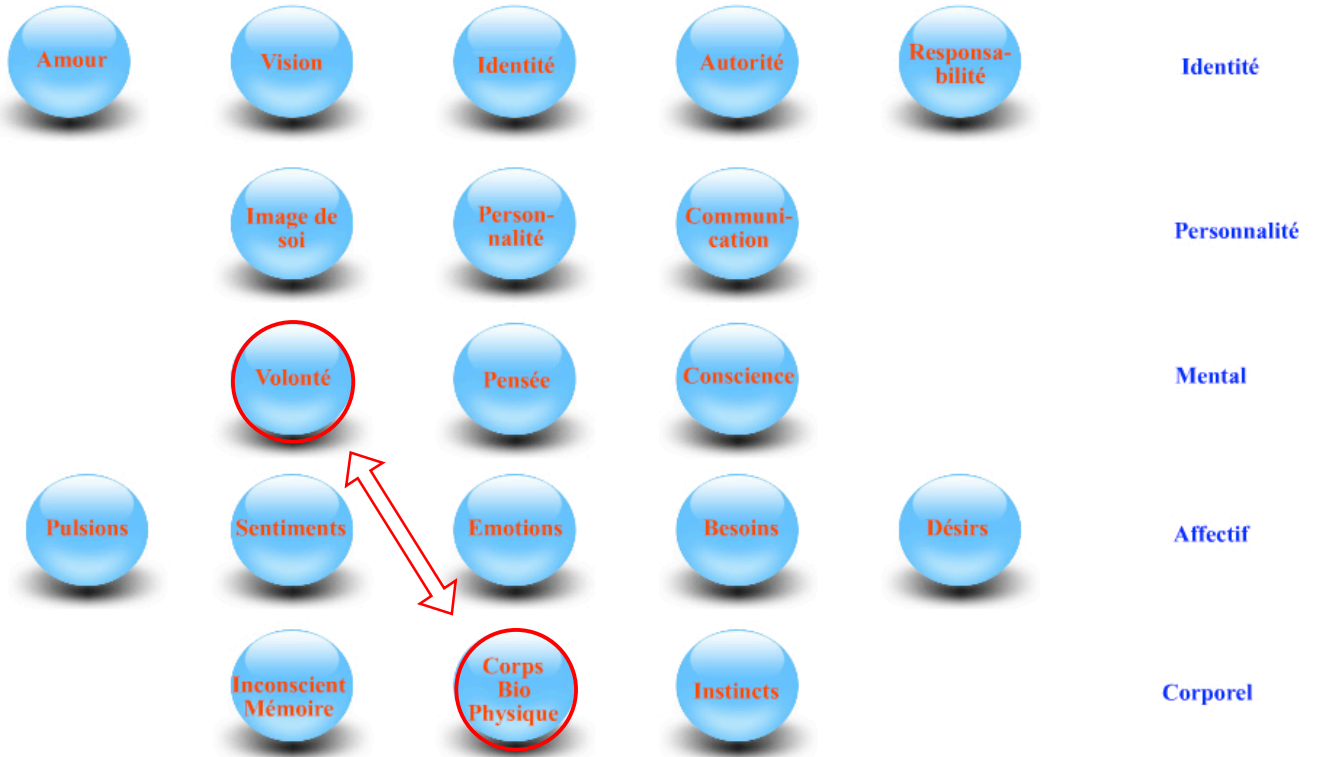 Amour
Vision
Identité
Autorité
Responsa-
bilité
Identité
Image de
soi
Person-
nalité
Communi-
cation
Personnalité
Volonté
Pensée
Conscience
Mental
Pulsions
Sentiments
Emotions
Besoins
Désirs
Affectif
Inconscient
Mémoire
Corps
Bio
Physique
Instincts
Corporel